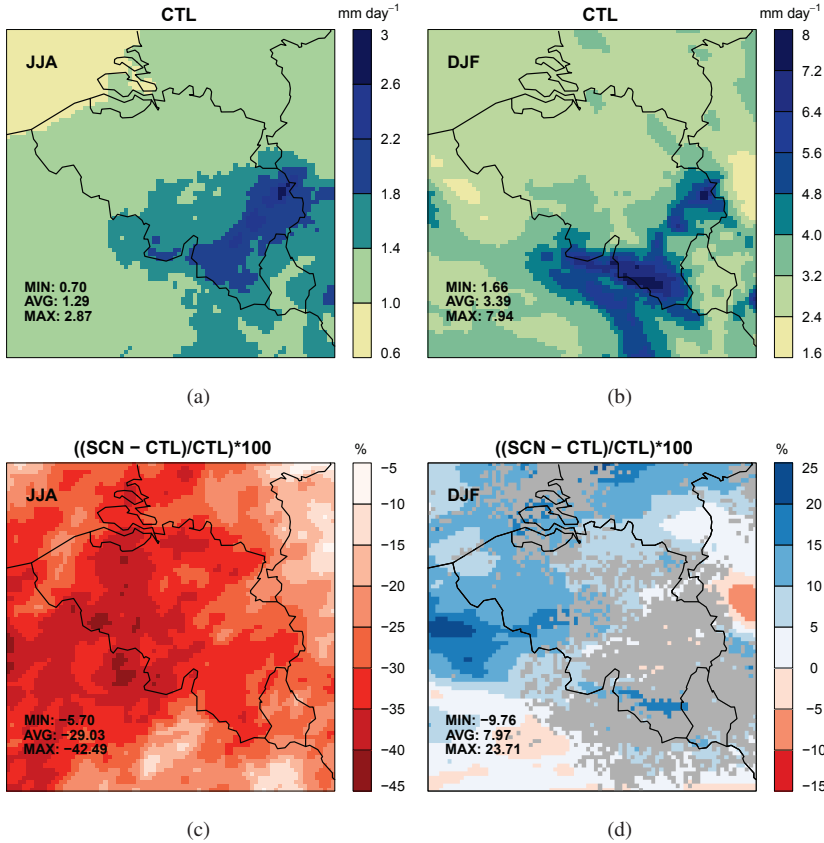 CTL
mm day−1
JJA
3
2.6
2.2
1.8
1.4
1.0
0.6
MIN: 0.70
AVG: 1.29
MAX: 2.87
(a)
CTL
mm day−1
DJF
8
7.2
6.4
5.6
4.8
4.0
3.2
2.4
1.6
MIN: 1.66
AVG: 3.39
MAX: 7.94
(b)
((SCN − CTL)/CTL)*100
%
JJA
−5
−10
−15
−20
−25
−30
−35
−40
−45
MIN: −5.70
AVG: −29.03
MAX: −42.49
(c)
((SCN − CTL)/CTL)*100
%
DJF
25
20
15
10
5
0
−5
−10
−15
MIN: −9.76
AVG: 7.97
MAX: 23.71
(d)